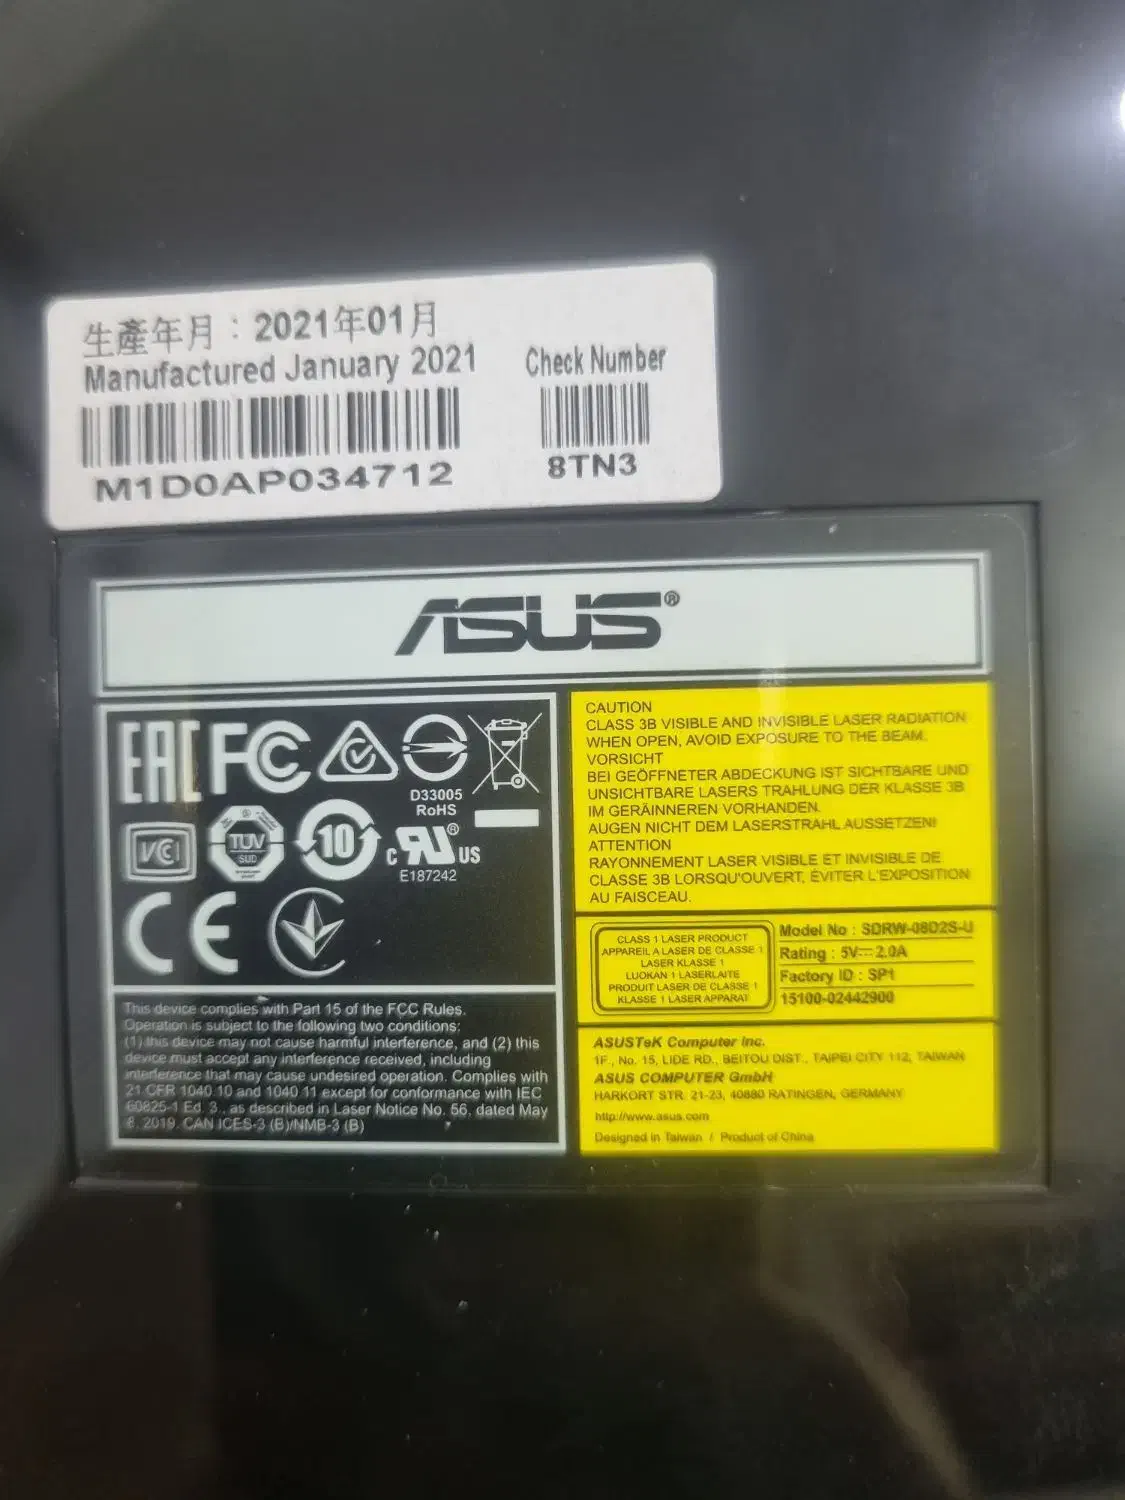 生產年月：2021年01月
Manufactured January 2021
M1D0AP034712
Check Number
8TN3
ASUS®
EAC FC
D33005
RoHS
VCI
TÜV
SÜD
10
c RU® US
E187242
CE
This device complies with Part 15 of the FCC Rules.
Operation is subject to the following two conditions:
(1) this device may not cause harmful interference, and (2) this
device must accept any interference received, including
interference that may cause undesired operation. Complies with
21 CFR 1040.10 and 1040.11 except for conformance with IEC
60825-1 Ed. 3., as described in Laser Notice No. 56, dated May
8, 2019. CAN ICES-3 (B)/NMB-3 (B)
CAUTION
CLASS 3B VISIBLE AND INVISIBLE LASER RADIATION
WHEN OPEN, AVOID EXPOSURE TO THE BEAM.
VORSICHT
BEI GEÖFFNETER ABDECKUNG IST SICHTBARE UND
UNSICHTBARE LASERS TRAHLUNG DER KLASSE 3B
IM GERÄINNEREN VORHANDEN.
AUGEN NICHT DEM LASERSTRAHL AUSSETZEN!
ATTENTION
RAYONNEMENT LASER VISIBLE ET INVISIBLE DE
CLASSE 3B LORSQU'OUVERT, ÉVITER L'EXPOSITION
AU FAISCEAU.
CLASS 1 LASER PRODUCT
APPAREIL A LASER DE CLASSE 1
LASER KLASSE 1
LUOKAN 1 LASERLAITE
PRODUIT LASER DE CLASSE 1
KLASSE 1 LASER APPARAT
Model No : SDRW-08D2S-U
Rating : 5V⎓2.0A
Factory ID : SP1
15100-02442900
ASUSTeK Computer Inc.
1F., No. 15, LIDE RD., BEITOU DIST., TAIPEI CITY 112, TAIWAN
ASUS COMPUTER GmbH
HARKORT STR. 21-23, 40880 RATINGEN, GERMANY
http://www.asus.com
Designed in Taiwan / Product of China